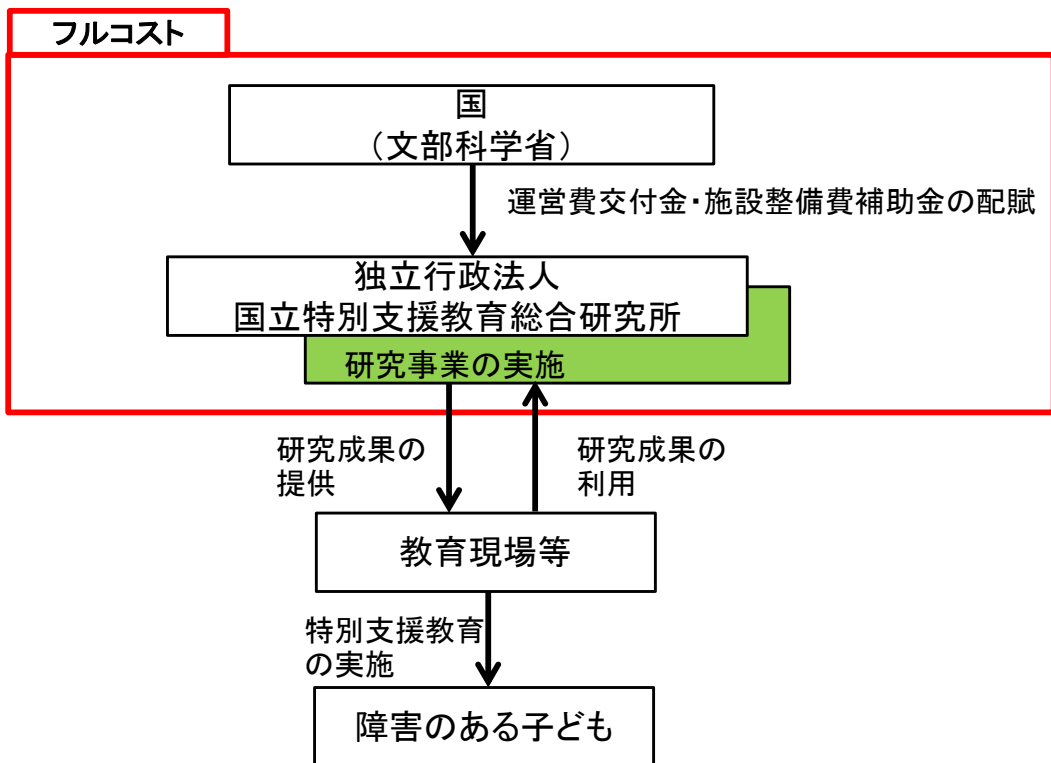 フルコスト
国
（文部科学省）
運営費交付金・施設整備費補助金の配賦
独立行政法人
国立特別支援教育総合研究所
研究事業の実施
研究成果の
提供
研究成果の
利用
教育現場等
特別支援教育
の実施
障害のある子ども